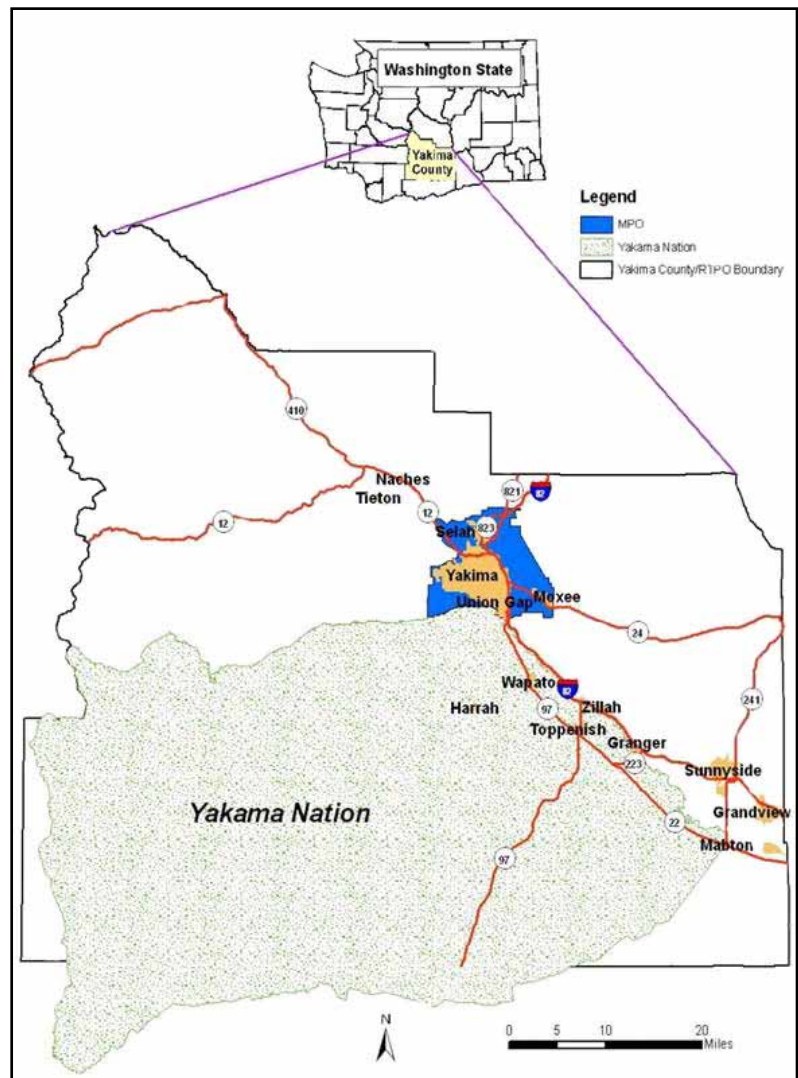 Washington State
Yakima
County
Legend
MPO
Yakama Nation
Yakima County/RTPO Boundary
410
Naches
Tieton
12
12
821
82
823
Selah
Yakima
Union Gap
Moxee
24
Wapato
82
Harrah
97
Zillah
241
Toppenish
Granger
223
Sunnyside
Yakama Nation
Grandview
22
Mabton
97
N
0 5 10 20
Miles